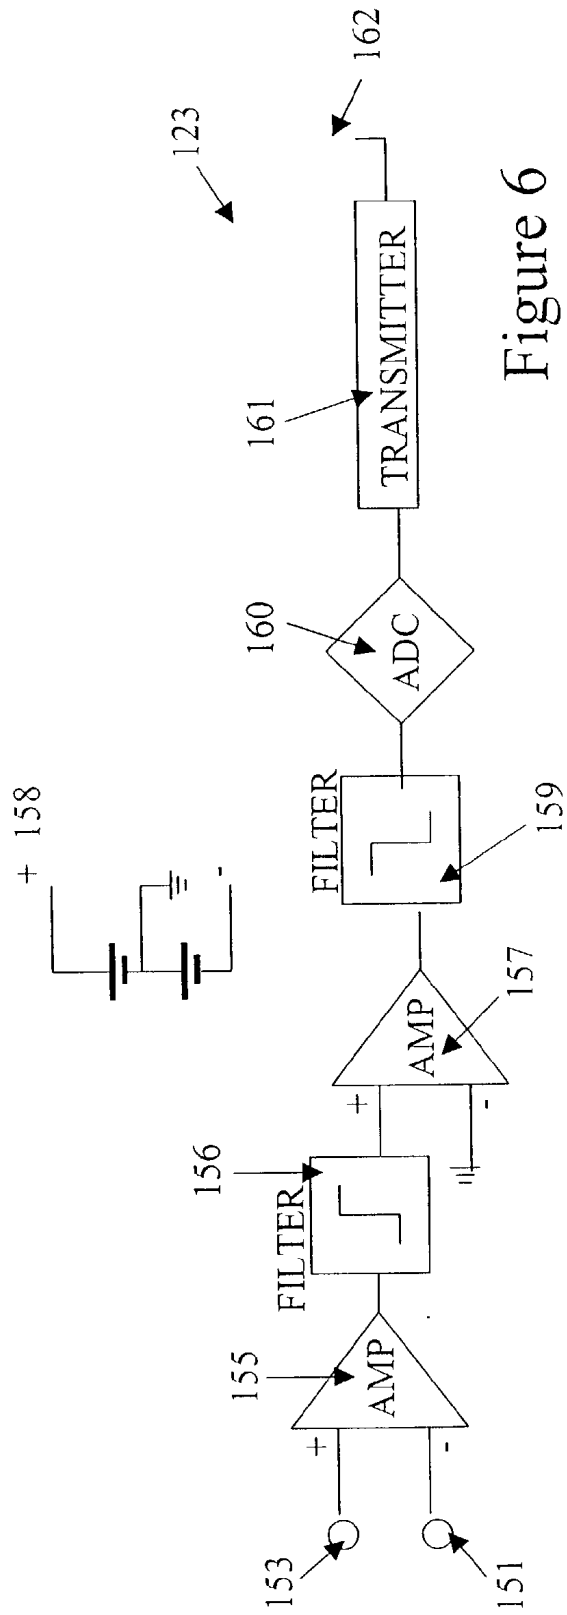 123
+ 158
-
162
153
151
+
-
155
AMP
FILTER
156
+
-
AMP
157
FILTER
159
160
ADC
161
TRANSMITTER
Figure 6